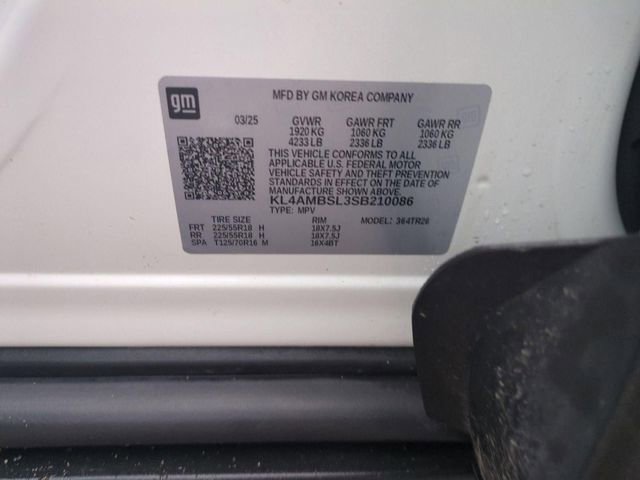 gm
MFD BY GM KOREA COMPANY
03/25 GVWR GAWR FRT GAWR RR
1920 KG 1060 KG 1060 KG
4233 LB 2336 LB 2336 LB
THIS VEHICLE CONFORMS TO ALL
APPLICABLE U.S. FEDERAL MOTOR
VEHICLE SAFETY AND THEFT PREVENTION
STANDARDS IN EFFECT ON THE DATE OF
MANUFACTURE SHOWN ABOVE.
KL4AMBSL3SB210086
TYPE: MPV MODEL: 364TR26
TIRE SIZE RIM
FRT 225/55R18 H 18X7.5J
RR 225/55R18 H 18X7.5J
SPA T125/70R16 M 16X4BT